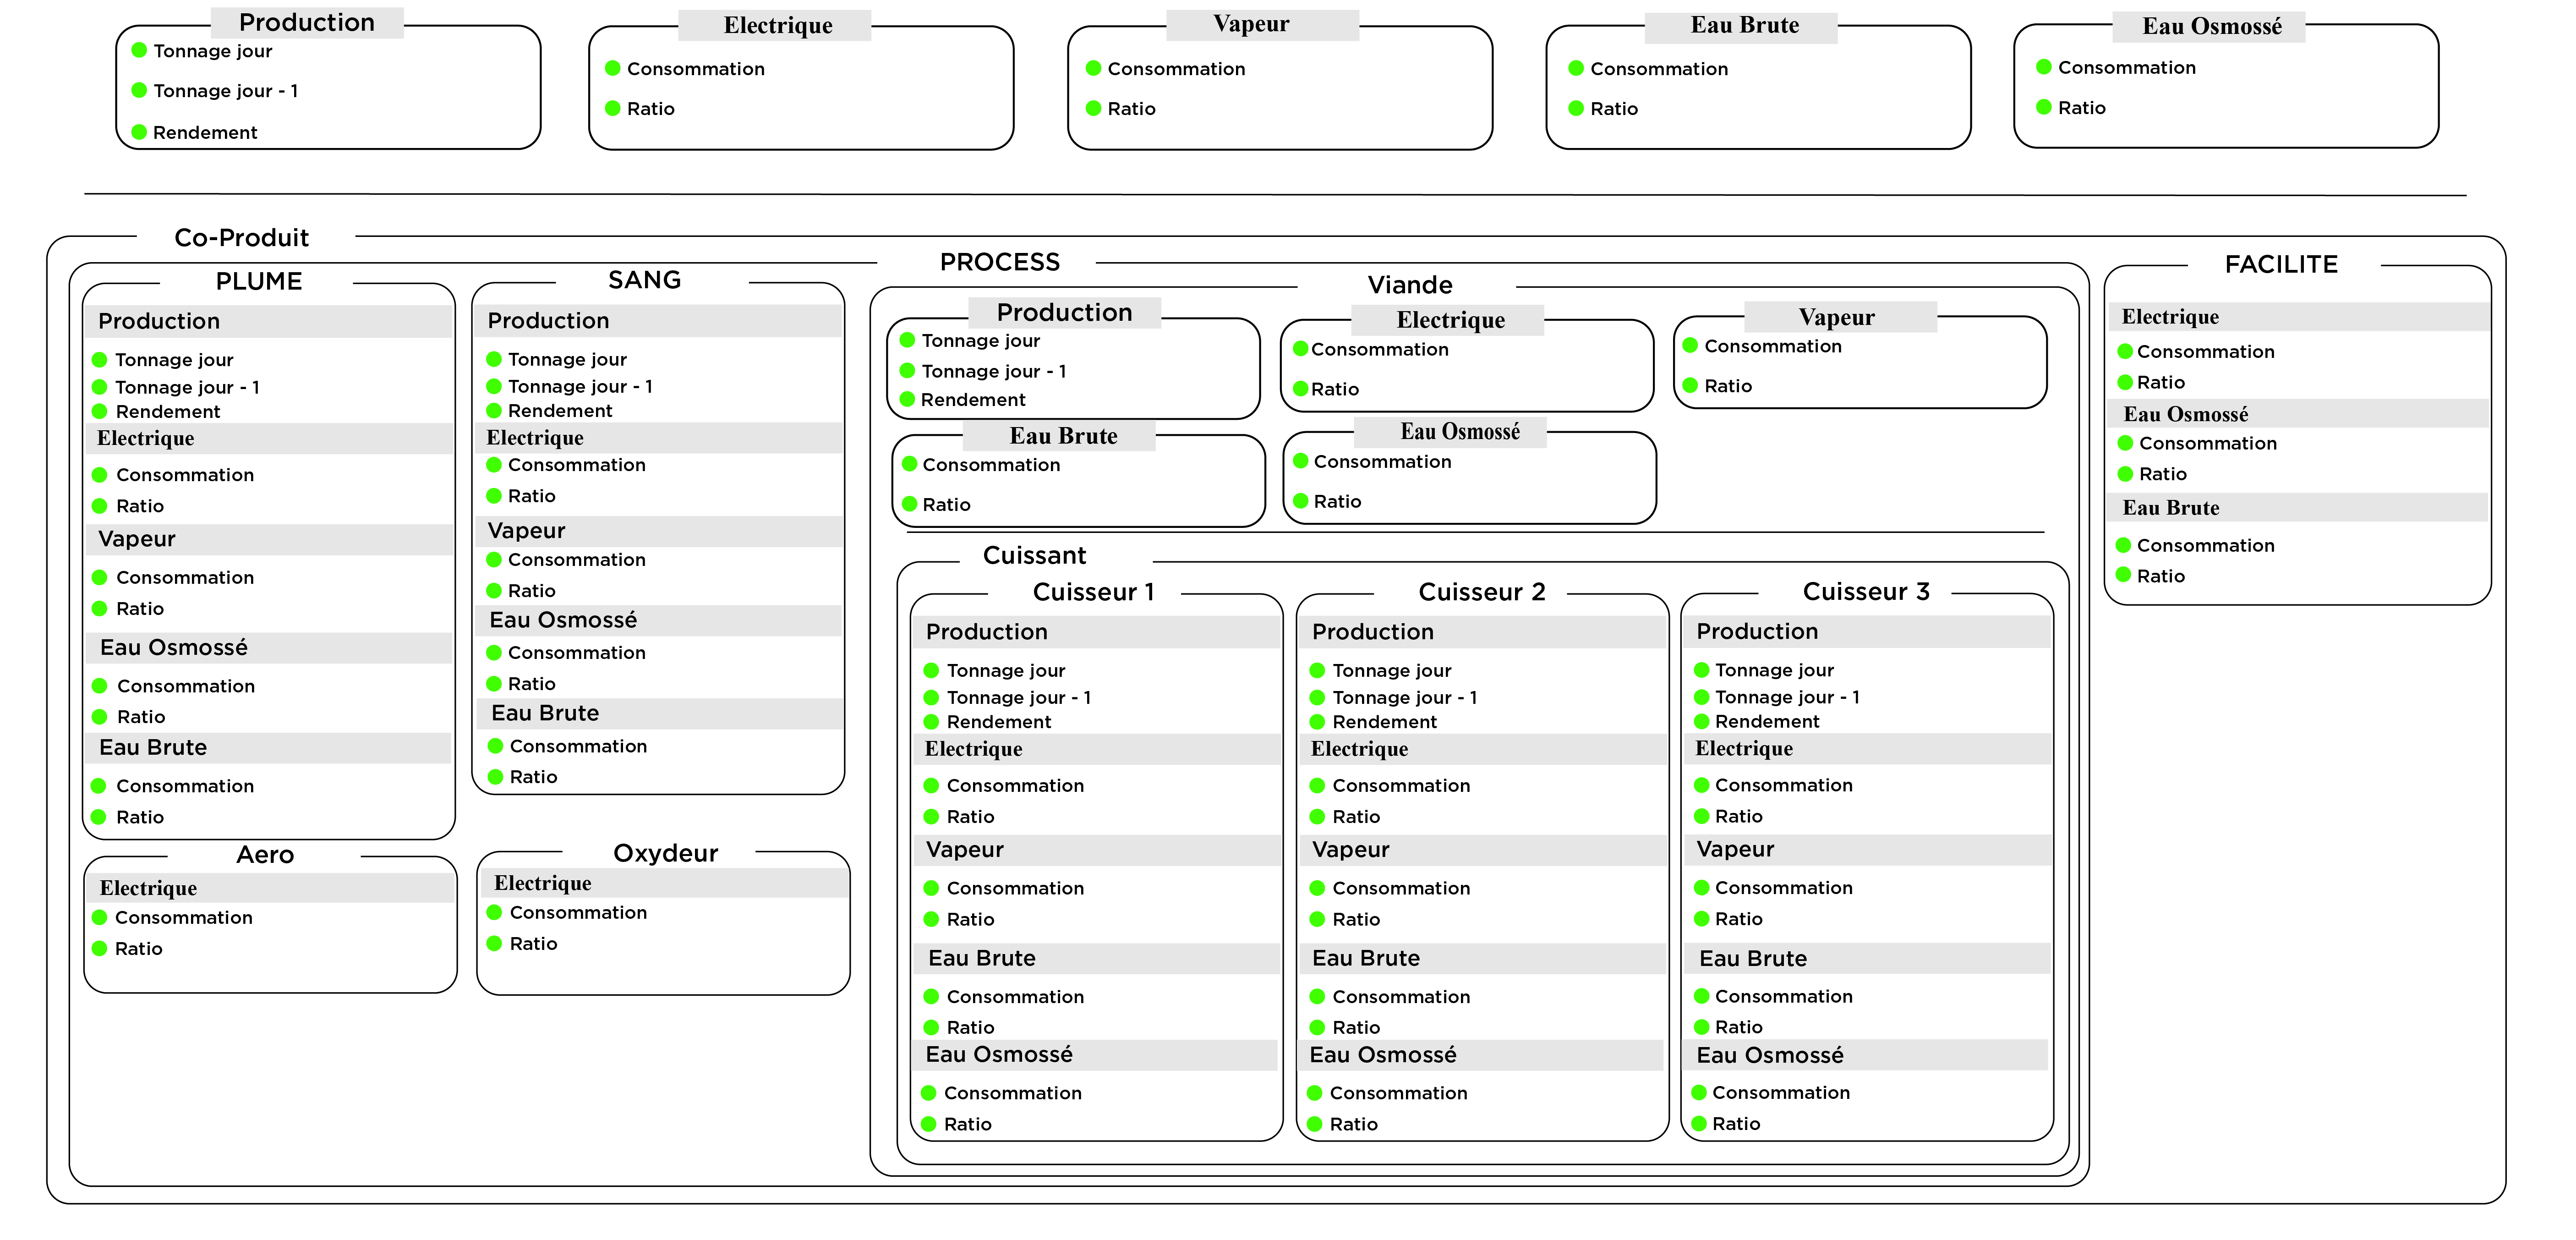 Production
Tonnage jour
Tonnage jour - 1
Rendement
Electrique
Consommation
Ratio
Vapeur
Consommation
Ratio
Eau Brute
Consommation
Ratio
Eau Osmossé
Consommation
Ratio
Co-Produit
PROCESS
PLUME
Production
Tonnage jour
Tonnage jour - 1
Rendement
Electrique
Consommation
Ratio
Vapeur
Consommation
Ratio
Eau Osmossé
Consommation
Ratio
Eau Brute
Consommation
Ratio
SANG
Production
Tonnage jour
Tonnage jour - 1
Rendement
Electrique
Consommation
Ratio
Vapeur
Consommation
Ratio
Eau Osmossé
Consommation
Ratio
Eau Brute
Consommation
Ratio
Aero
Electrique
Consommation
Ratio
Oxydeur
Electrique
Consommation
Ratio
Viande
Production
Tonnage jour
Tonnage jour - 1
Rendement
Electrique
Consommation
Ratio
Vapeur
Consommation
Ratio
Eau Brute
Consommation
Ratio
Eau Osmossé
Consommation
Ratio
Cuissant
Cuisseur 1
Production
Tonnage jour
Tonnage jour - 1
Rendement
Electrique
Consommation
Ratio
Vapeur
Consommation
Ratio
Eau Brute
Consommation
Ratio
Eau Osmossé
Consommation
Ratio
Cuisseur 2
Production
Tonnage jour
Tonnage jour - 1
Rendement
Electrique
Consommation
Ratio
Vapeur
Consommation
Ratio
Eau Brute
Consommation
Ratio
Eau Osmossé
Consommation
Ratio
Cuisseur 3
Production
Tonnage jour
Tonnage jour - 1
Rendement
Electrique
Consommation
Ratio
Vapeur
Consommation
Ratio
Eau Brute
Consommation
Ratio
Eau Osmossé
Consommation
Ratio
FACILITE
Electrique
Consommation
Ratio
Eau Osmossé
Consommation
Ratio
Eau Brute
Consommation
Ratio